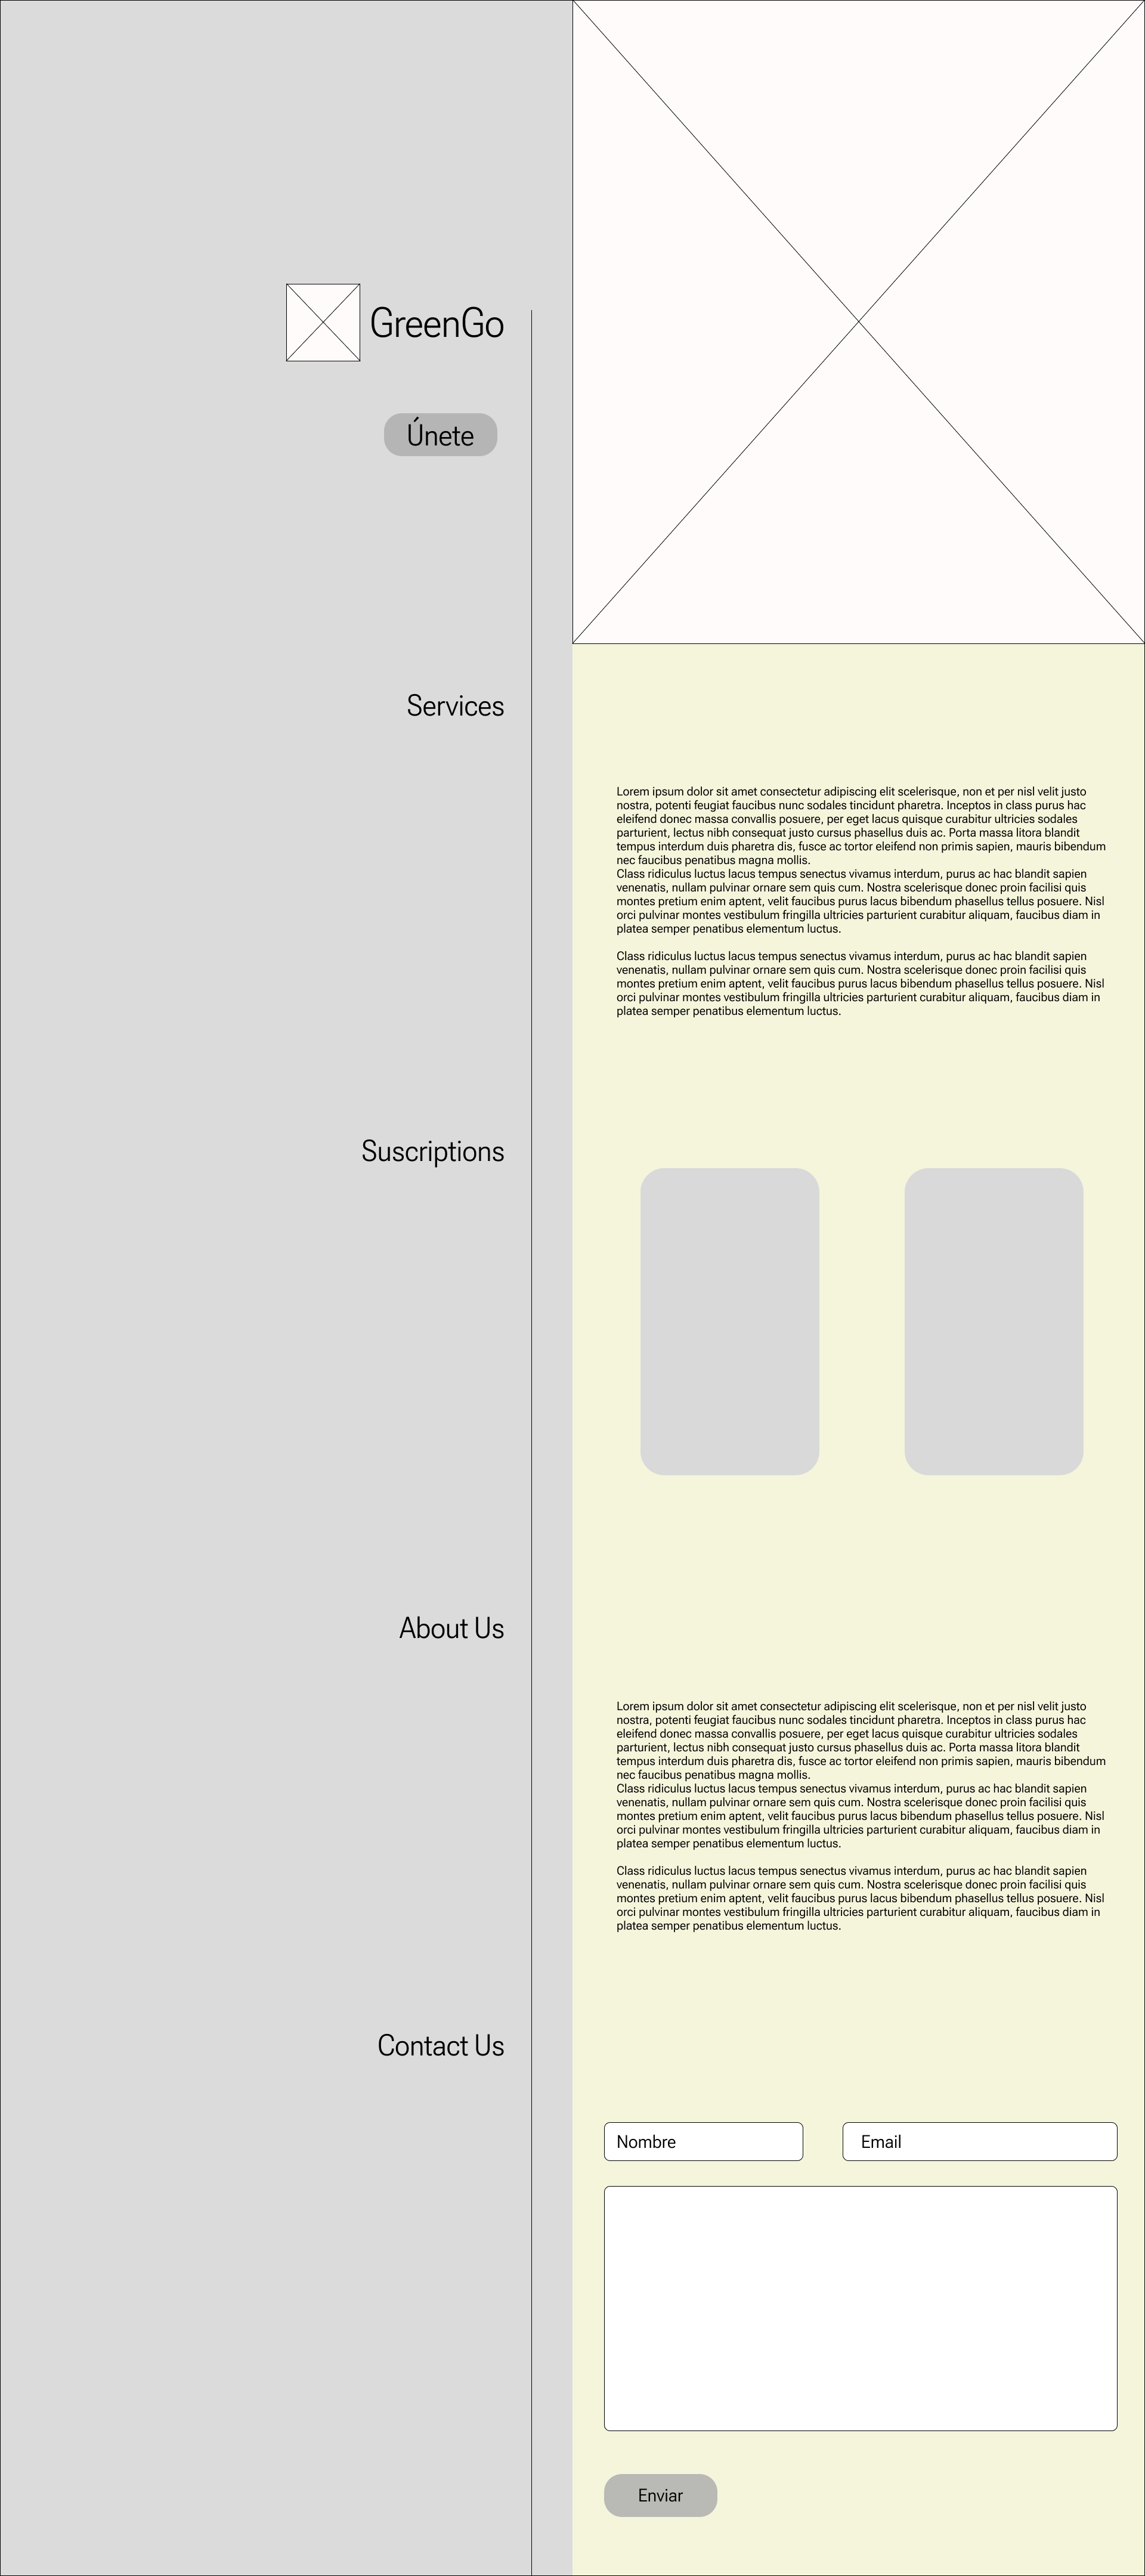 GreenGo
Únete
Services
Lorem ipsum dolor sit amet consectetur adipiscing elit scelerisque, non et per nisl velit justo
nostra, potenti feugiat faucibus nunc sodales tincidunt pharetra. Inceptos in class purus hac
eleifend donec massa convallis posuere, per eget lacus quisque curabitur ultricies sodales
parturient, lectus nibh consequat justo cursus phasellus duis ac. Porta massa litora blandit
tempus interdum duis pharetra dis, fusce ac tortor eleifend non primis sapien, mauris bibendum
nec faucibus penatibus magna mollis.
Class ridiculus luctus lacus tempus senectus vivamus interdum, purus ac hac blandit sapien
venenatis, nullam pulvinar ornare sem quis cum. Nostra scelerisque donec proin facilisi quis
montes pretium enim aptent, velit faucibus purus lacus bibendum phasellus tellus posuere. Nisl
orci pulvinar montes vestibulum fringilla ultricies parturient curabitur aliquam, faucibus diam in
platea semper penatibus elementum luctus.
Class ridiculus luctus lacus tempus senectus vivamus interdum, purus ac hac blandit sapien
venenatis, nullam pulvinar ornare sem quis cum. Nostra scelerisque donec proin facilisi quis
montes pretium enim aptent, velit faucibus purus lacus bibendum phasellus tellus posuere. Nisl
orci pulvinar montes vestibulum fringilla ultricies parturient curabitur aliquam, faucibus diam in
platea semper penatibus elementum luctus.
Suscriptions
About Us
Lorem ipsum dolor sit amet consectetur adipiscing elit scelerisque, non et per nisl velit justo
nostra, potenti feugiat faucibus nunc sodales tincidunt pharetra. Inceptos in class purus hac
eleifend donec massa convallis posuere, per eget lacus quisque curabitur ultricies sodales
parturient, lectus nibh consequat justo cursus phasellus duis ac. Porta massa litora blandit
tempus interdum duis pharetra dis, fusce ac tortor eleifend non primis sapien, mauris bibendum
nec faucibus penatibus magna mollis.
Class ridiculus luctus lacus tempus senectus vivamus interdum, purus ac hac blandit sapien
venenatis, nullam pulvinar ornare sem quis cum. Nostra scelerisque donec proin facilisi quis
montes pretium enim aptent, velit faucibus purus lacus bibendum phasellus tellus posuere. Nisl
orci pulvinar montes vestibulum fringilla ultricies parturient curabitur aliquam, faucibus diam in
platea semper penatibus elementum luctus.
Class ridiculus luctus lacus tempus senectus vivamus interdum, purus ac hac blandit sapien
venenatis, nullam pulvinar ornare sem quis cum. Nostra scelerisque donec proin facilisi quis
montes pretium enim aptent, velit faucibus purus lacus bibendum phasellus tellus posuere. Nisl
orci pulvinar montes vestibulum fringilla ultricies parturient curabitur aliquam, faucibus diam in
platea semper penatibus elementum luctus.
Contact Us
Nombre
Email
Enviar